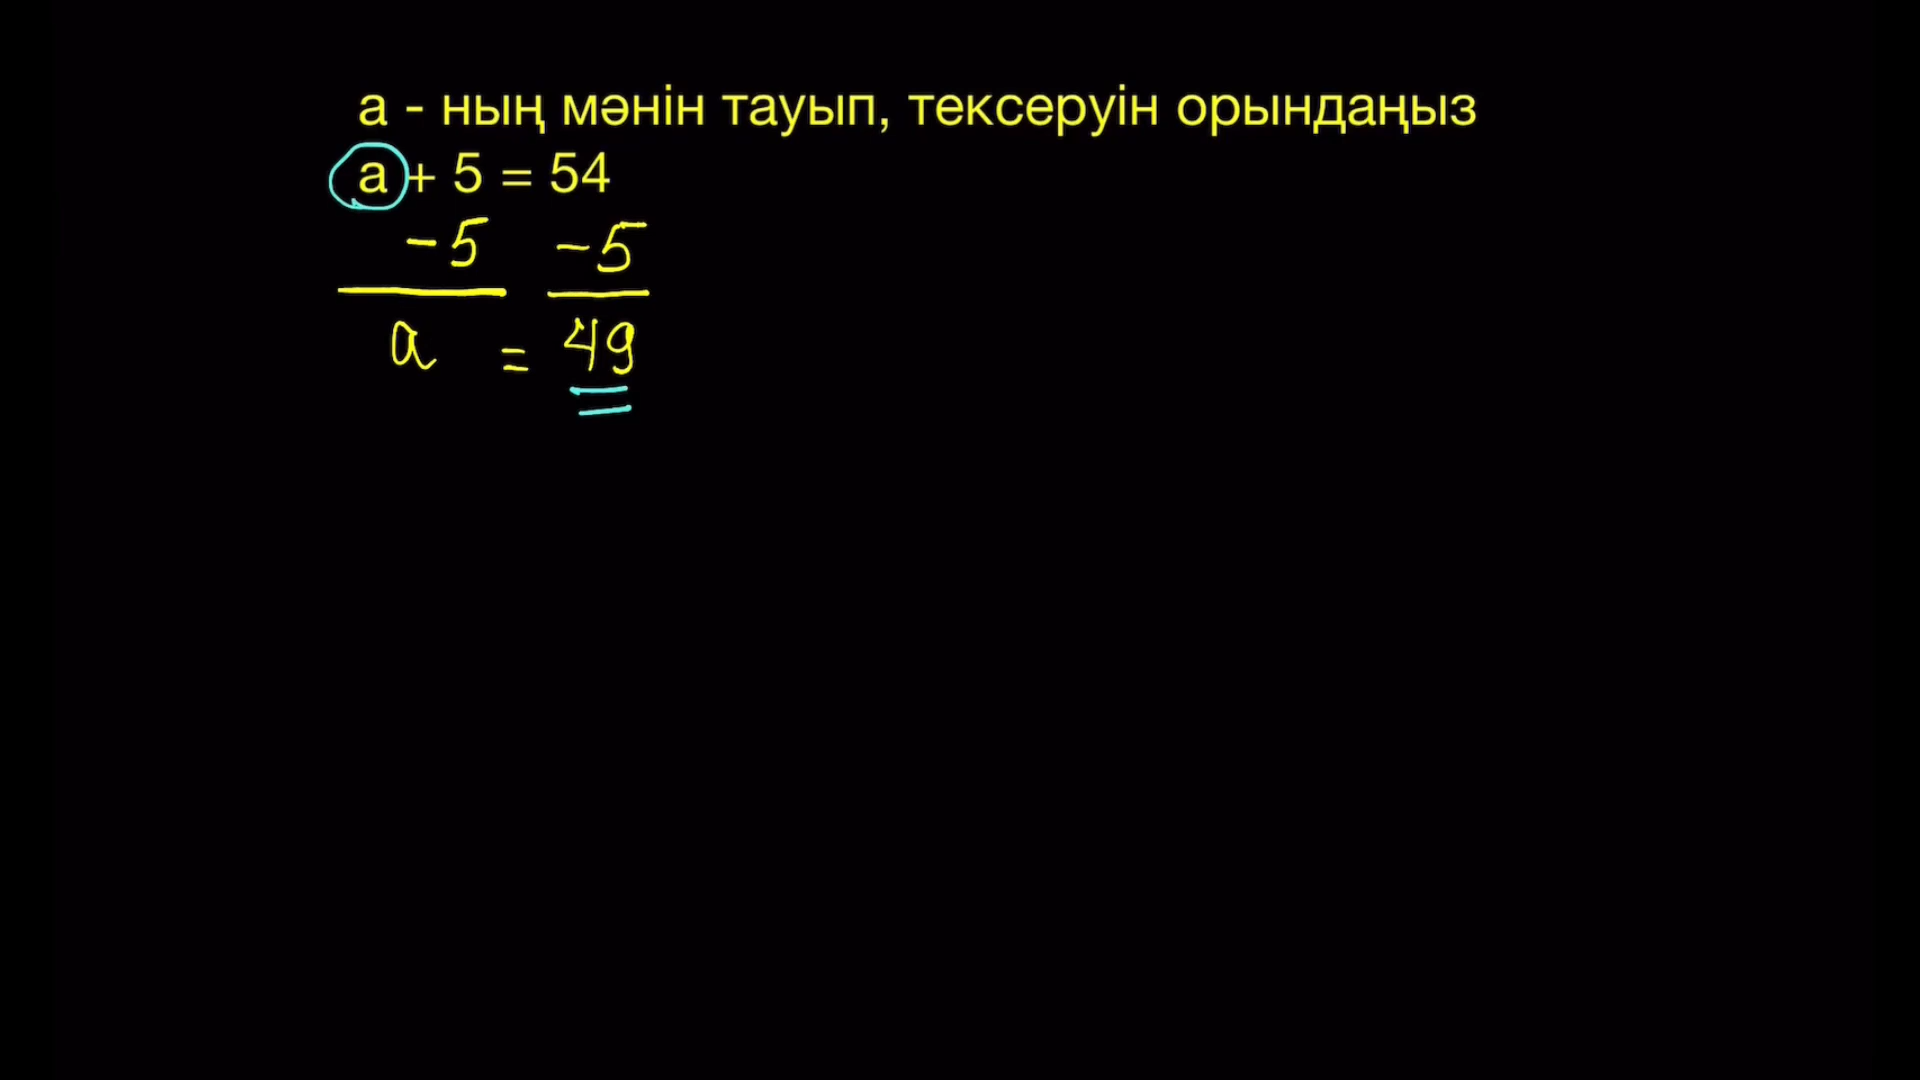 а - ның мәнін тауып, тексеруін орындаңыз
а + 5 = 54
-5 -5
a = 49